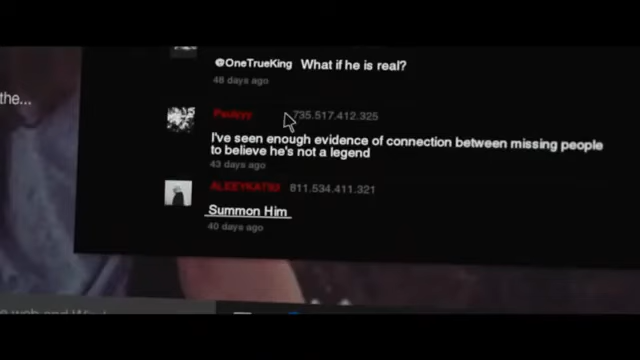 the...
@OneTrueKing What if he is real?
48 days ago
735.517.412.325
I've seen enough evidence of connection between missing people
to believe he's not a legend
43 days ago
811.534.411.321
Summon Him
40 days ago